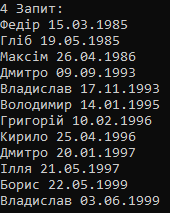 4 Запит:
Федір 15.03.1985
Гліб 19.05.1985
Максім 26.04.1986
Дмитро 09.09.1993
Владислав 17.11.1993
Володимир 14.01.1995
Григорій 10.02.1996
Кирило 25.04.1996
Дмитро 20.01.1997
Ілля 21.05.1997
Борис 22.05.1999
Владислав 03.06.1999